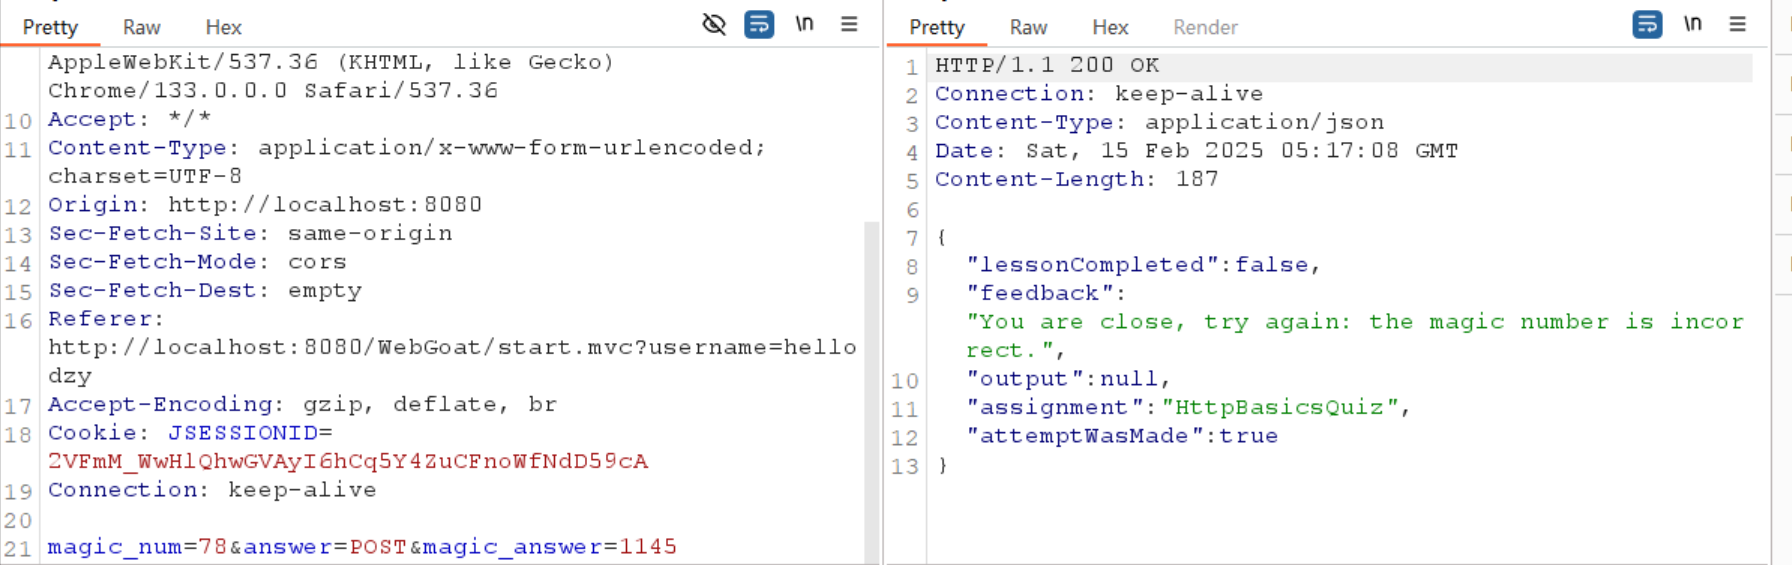 Pretty Raw Hex \n
AppleWebKit/537.36 (KHTML, like Gecko)
Chrome/133.0.0.0 Safari/537.36
10 Accept: */*
11 Content-Type: application/x-www-form-urlencoded;
charset=UTF-8
12 Origin: http://localhost:8080
13 Sec-Fetch-Site: same-origin
14 Sec-Fetch-Mode: cors
15 Sec-Fetch-Dest: empty
16 Referer:
http://localhost:8080/WebGoat/start.mvc?username=hello
dzy
17 Accept-Encoding: gzip, deflate, br
18 Cookie: JSESSIONID=
2VFmM_WwHlQhwGVAyI6hCq5Y4ZuCFnoWfNdD59cA
19 Connection: keep-alive
20
21 magic_num=78&answer=POST&magic_answer=1145
Pretty Raw Hex Render \n
1 HTTP/1.1 200 OK
2 Connection: keep-alive
3 Content-Type: application/json
4 Date: Sat, 15 Feb 2025 05:17:08 GMT
5 Content-Length: 187
6
7 {
8 "lessonCompleted":false,
9 "feedback":
"You are close, try again: the magic number is incor
rect.",
10 "output":null,
11 "assignment":"HttpBasicsQuiz",
12 "attemptWasMade":true
13 }